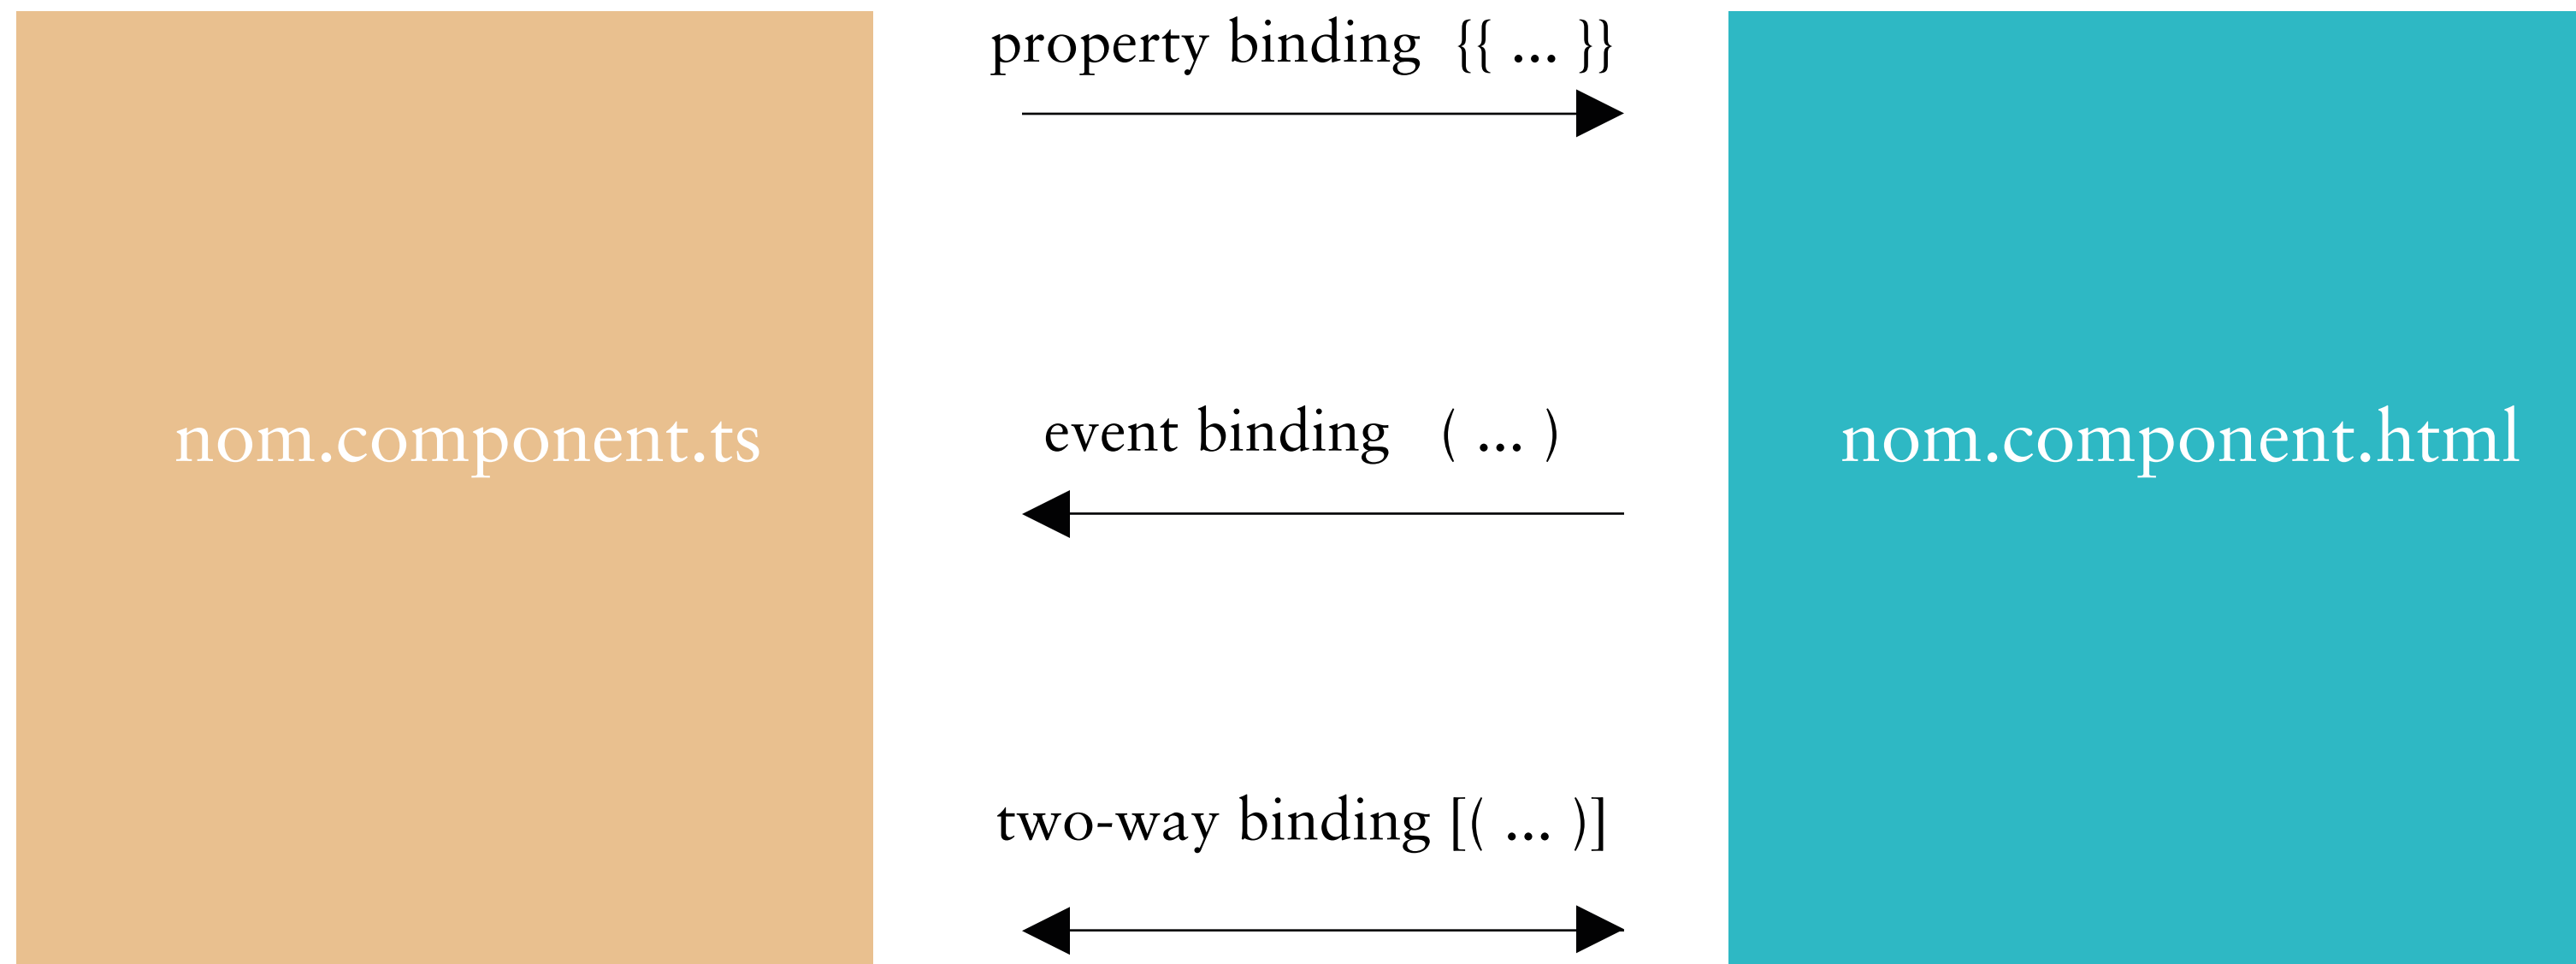 property binding {{ ... }}
nom.component.ts
event binding ( ... )
nom.component.html
two-way binding [( ... )]